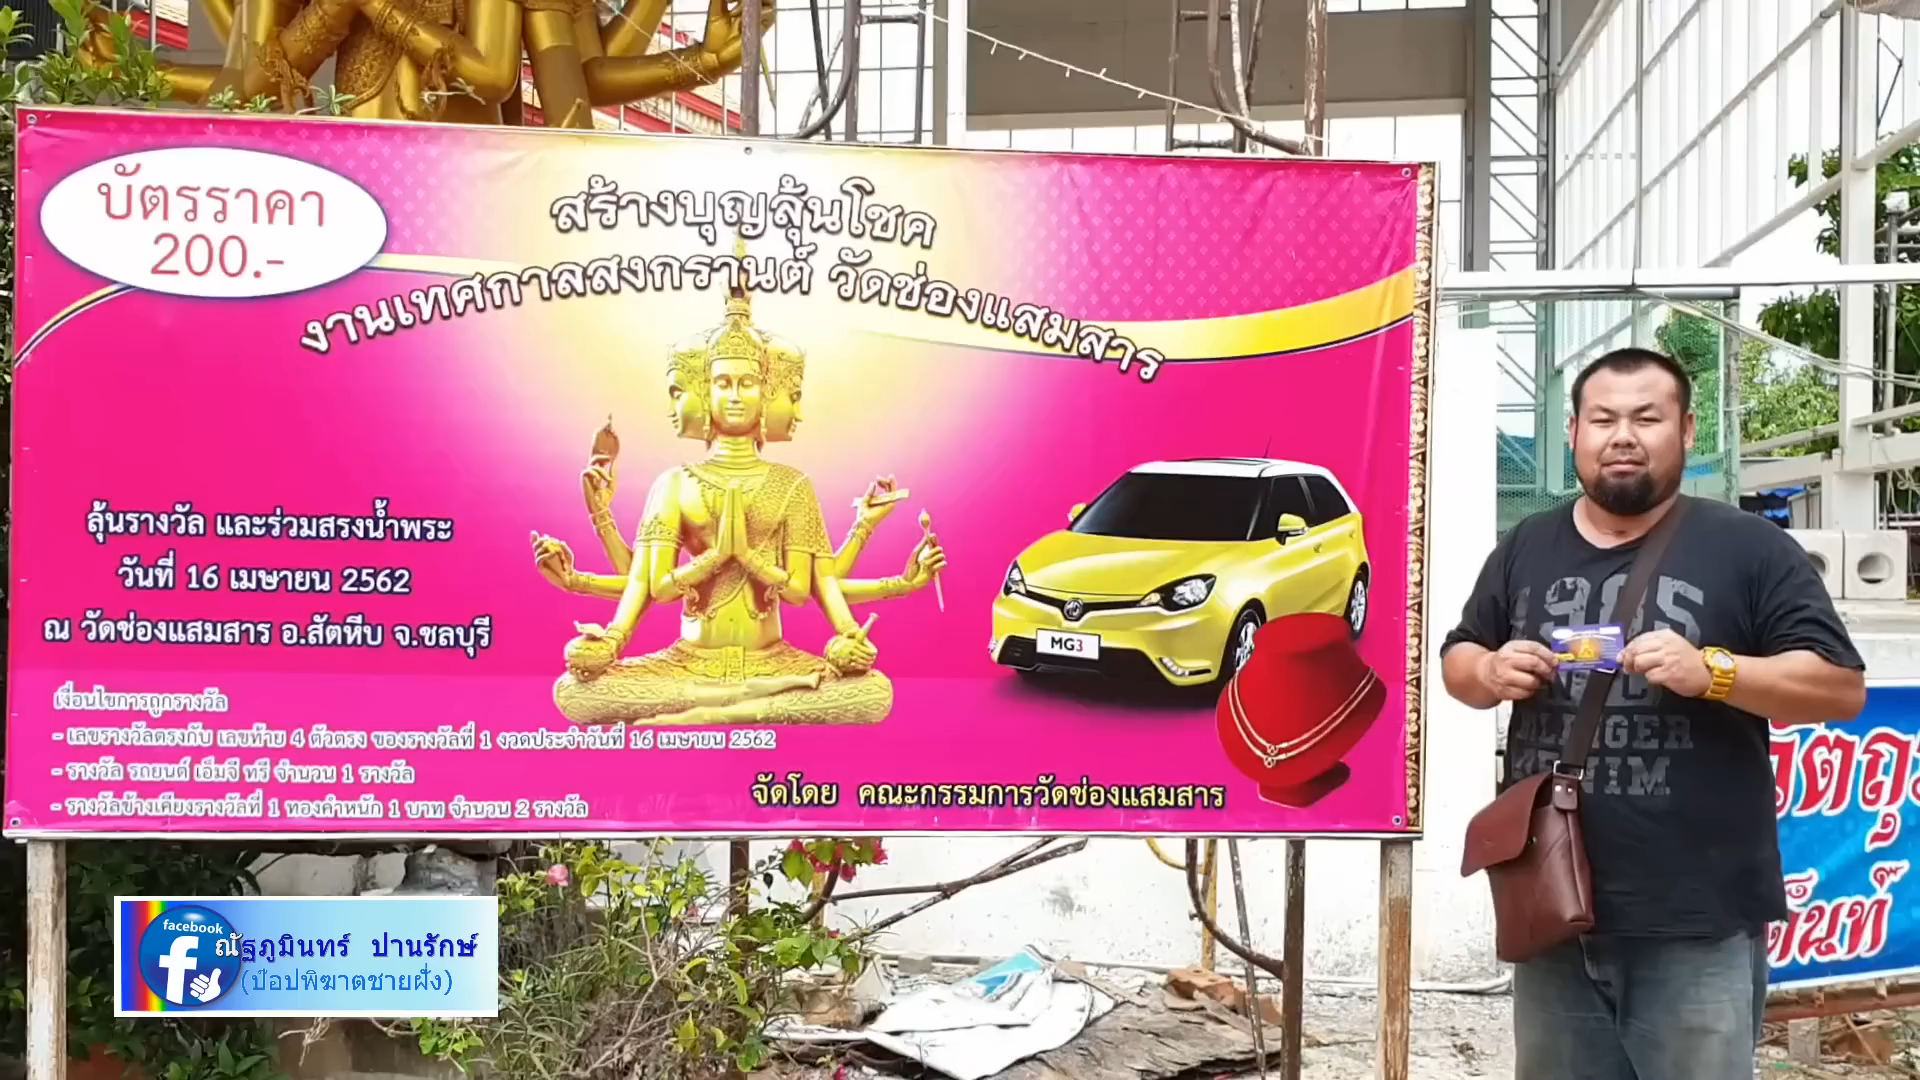 บัตรราคา
200.-
สร้างบุญลุ้นโชค
งานเทศกาลสงกรานต์ วัดช่องแสมสาร
ลุ้นรางวัล และร่วมสรงน้ำพระ
วันที่ 16 เมษายน 2562
ณ วัดช่องแสมสาร อ.สัตหีบ จ.ชลบุรี
เงื่อนไขการถูกรางวัล
- เลขรางวัลตรงกับ เลขท้าย 4 ตัวตรง ของรางวัลที่ 1 งวดประจำวันที่ 16 เมษายน 2562
- รางวัล รถยนต์ เอ็มจี ทรี จำนวน 1 รางวัล
- รางวัลข้างเคียงรางวัลที่ 1 ทองคำหนัก 1 บาท จำนวน 2 รางวัล
MG3
จัดโดย คณะกรรมการวัดช่องแสมสาร
1985
DENIM
facebook
ณัฐภูมินทร์ ปานรักษ์
(ป๊อปพิฆาตชายฝั่ง)